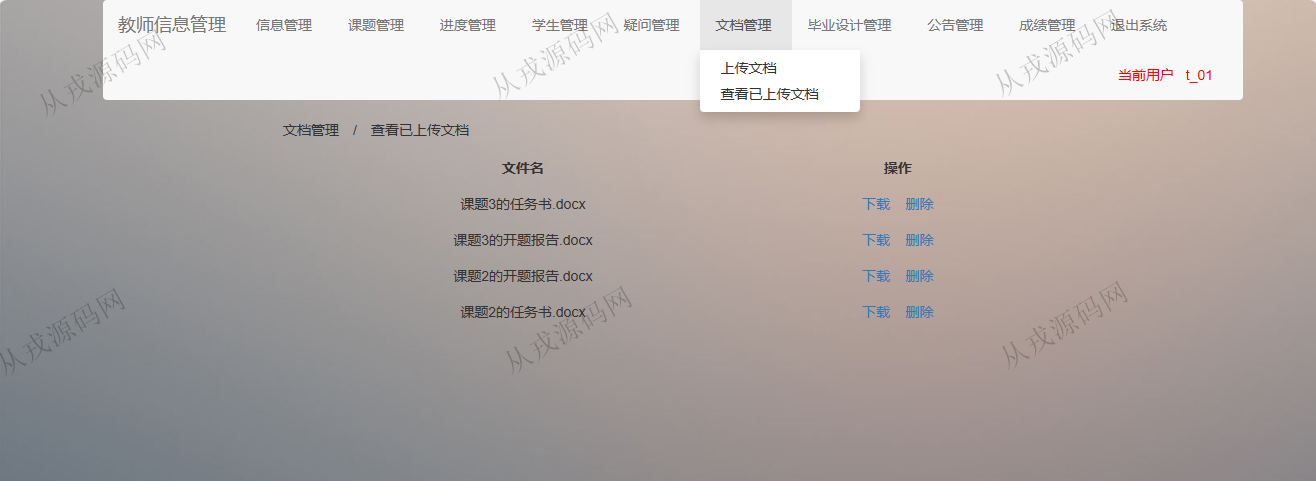 教师信息管理 信息管理 课题管理 进度管理 学生管理 疑问管理 文档管理 毕业设计管理 公告管理 成绩管理 退出系统
上传文档
当前用户 t_01
查看已上传文档
文档管理 / 查看已上传文档
文件名 操作
课题3的任务书.docx 下载 删除
课题3的开题报告.docx 下载 删除
课题2的开题报告.docx 下载 删除
课题2的任务书.docx 下载 删除
从戎源码网
从戎源码网
从戎源码网
从戎源码网
从戎源码网
从戎源码网